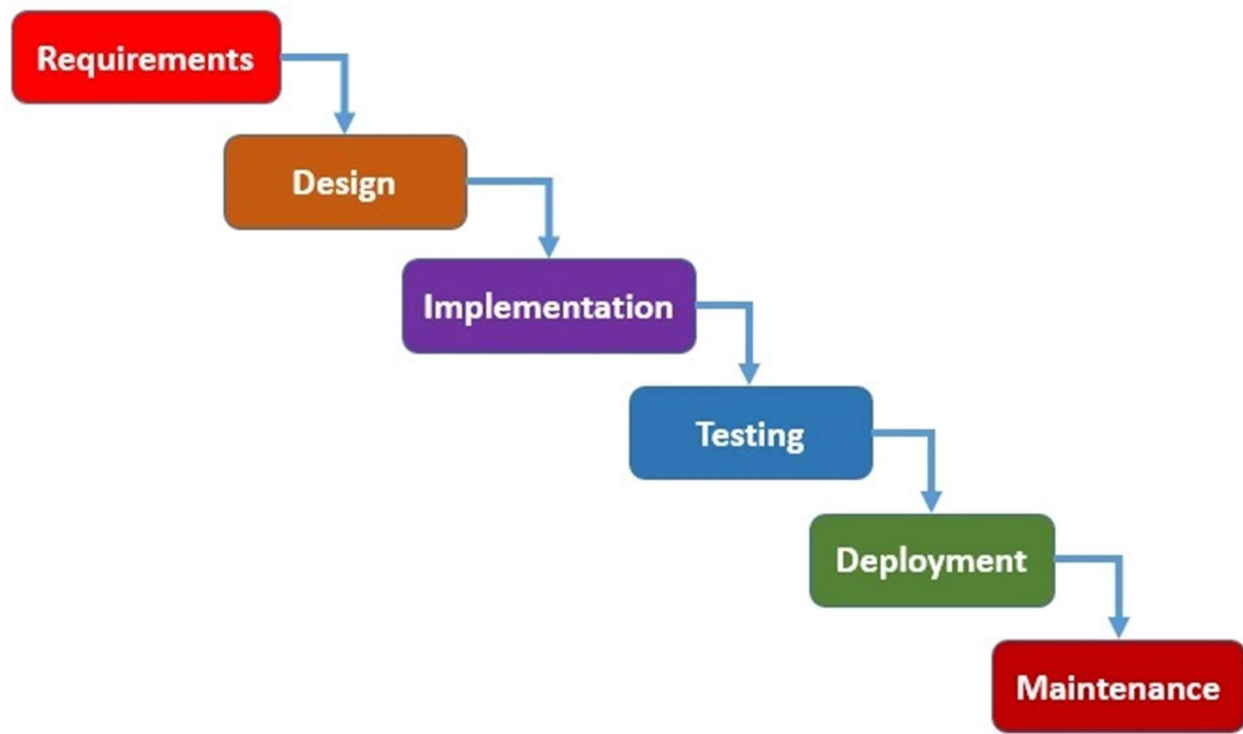 Requirements
Design
Implementation
Testing
Deployment
Maintenance